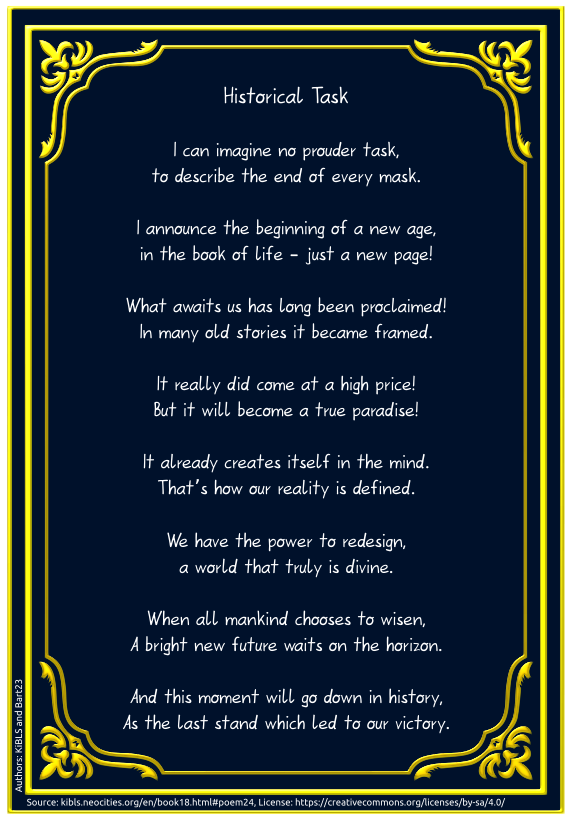 Historical Task
I can imagine no prouder task,
to describe the end of every mask.
I announce the beginning of a new age,
in the book of life – just a new page!
What awaits us has long been proclaimed!
In many old stories it became framed.
It really did come at a high price!
But it will become a true paradise!
It already creates itself in the mind.
That's how our reality is defined.
We have the power to redesign,
a world that truly is divine.
When all mankind chooses to wisen,
A bright new future waits on the horizon.
And this moment will go down in history,
As the last stand which led to our victory.
Authors: KiBLS and Bart23
Source: kibls.neocities.org/en/book18.html#poem24, License: https://creativecommons.org/licenses/by-sa/4.0/